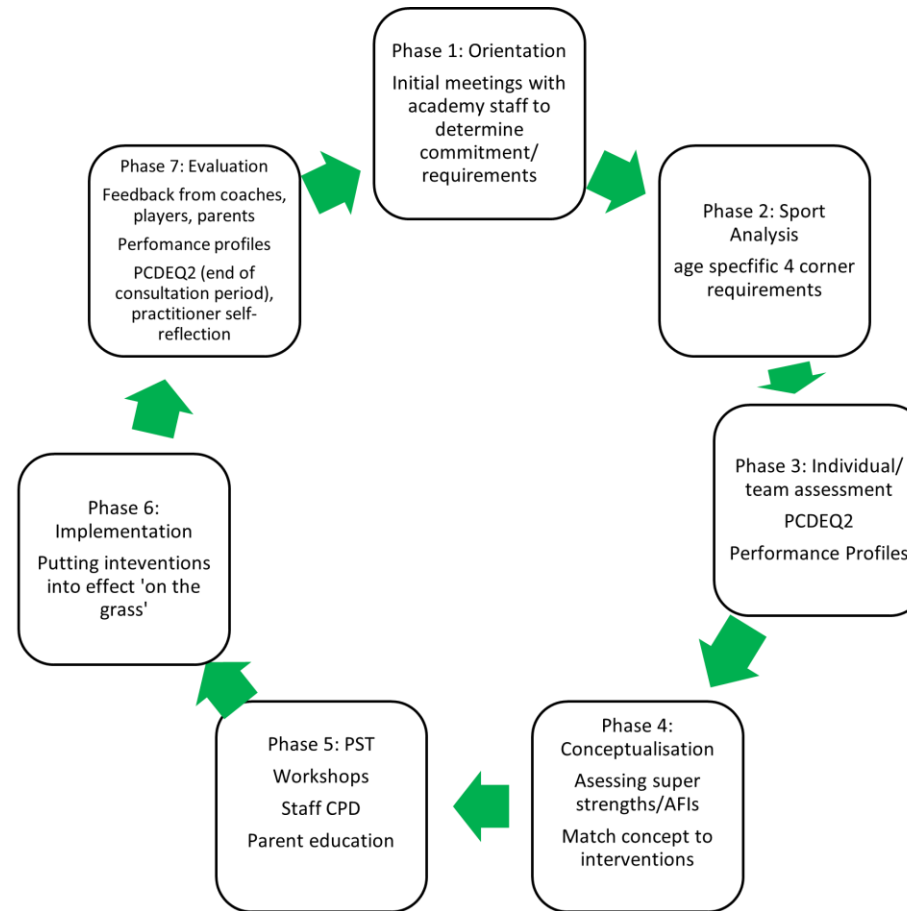 Phase 1: Orientation
Initial meetings with
academy staff to
determine
commitment/
requirements
Phase 2: Sport
Analysis
age specfific 4 corner
requirements
Phase 3: Individual/
team assessment
PCDEQ2
Performance Profiles
Phase 4:
Conceptualisation
Asessing super
strengths/AFIs
Match concept to
interventions
Phase 5: PST
Workshops
Staff CPD
Parent education
Phase 6:
Implementation
Putting inteventions
into effect 'on the
grass'
Phase 7: Evaluation
Feedback from coaches,
players, parents
Perfomance profiles
PCDEQ2 (end of
consultation period),
practitioner self-
reflection